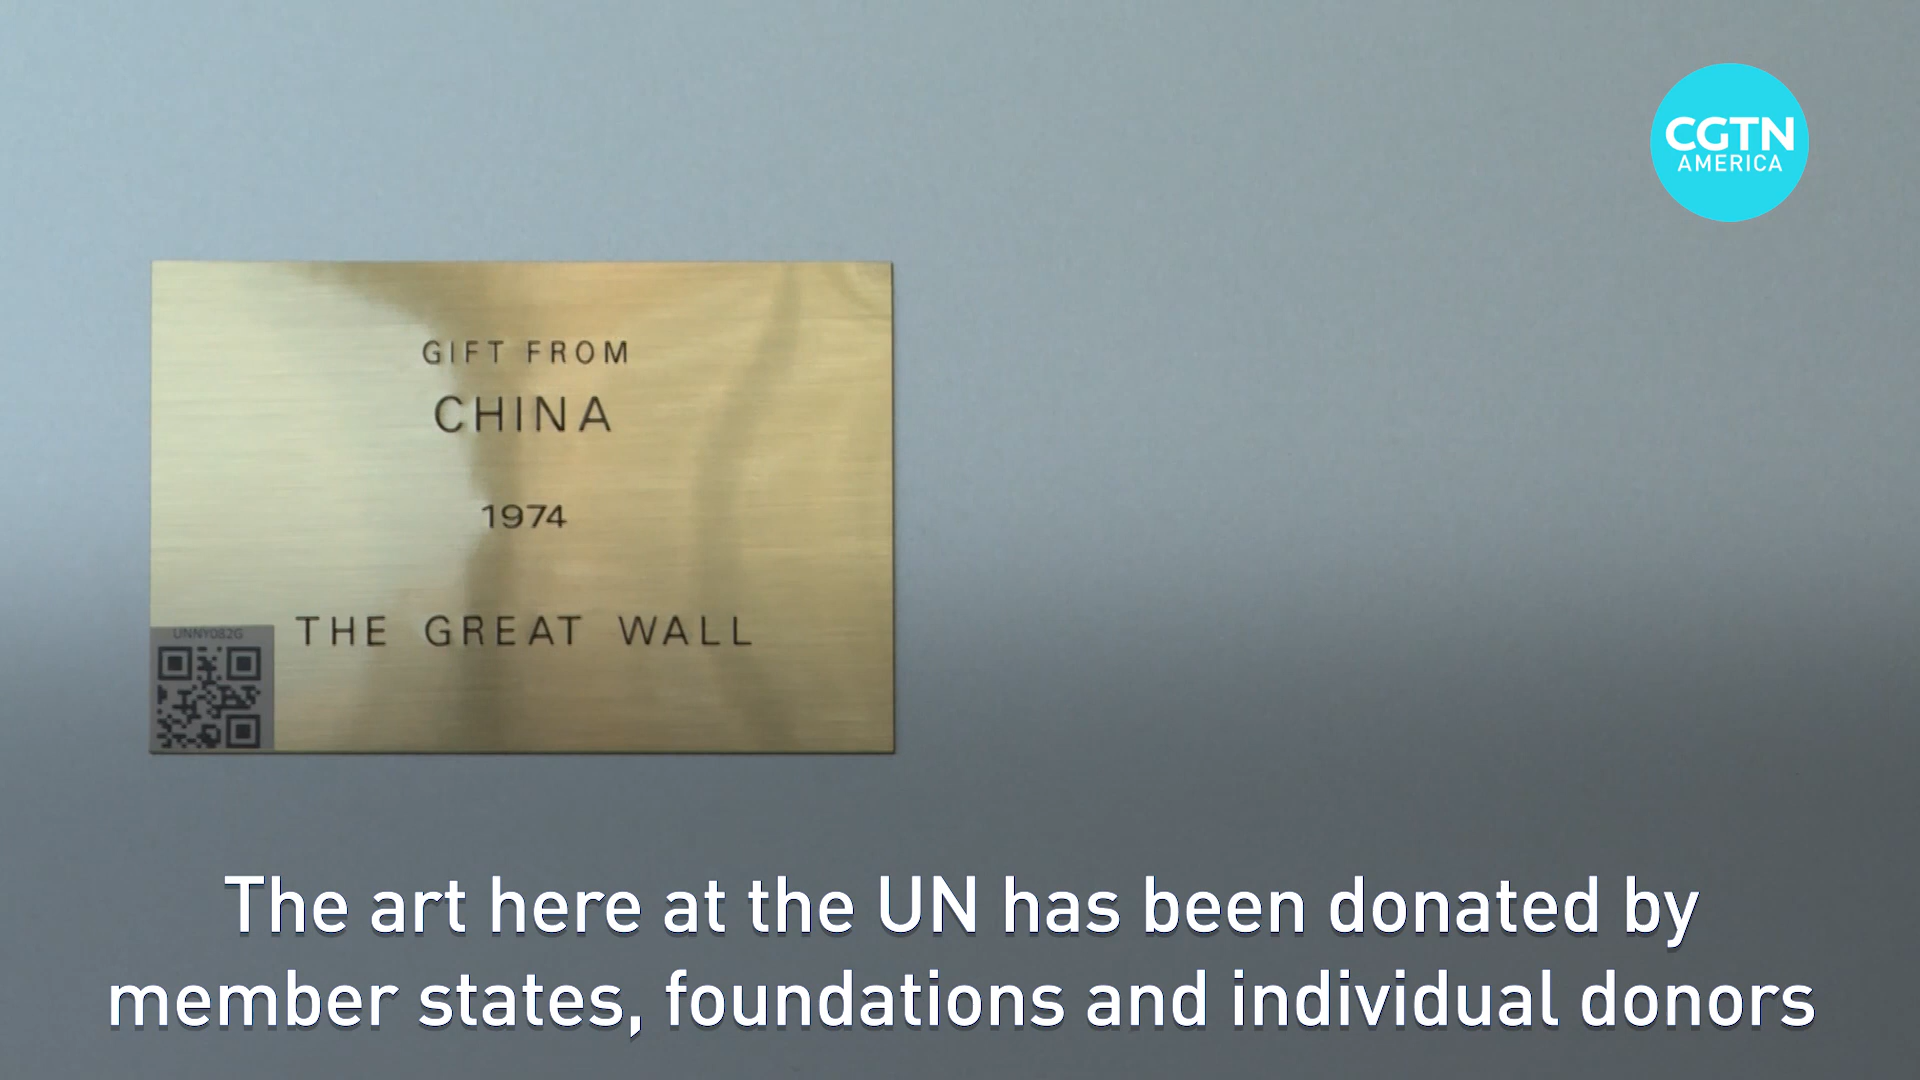 CGTN
AMERICA
GIFT FROM
CHINA
1974
THE GREAT WALL
UNNY082G
The art here at the UN has been donated by
member states, foundations and individual donors